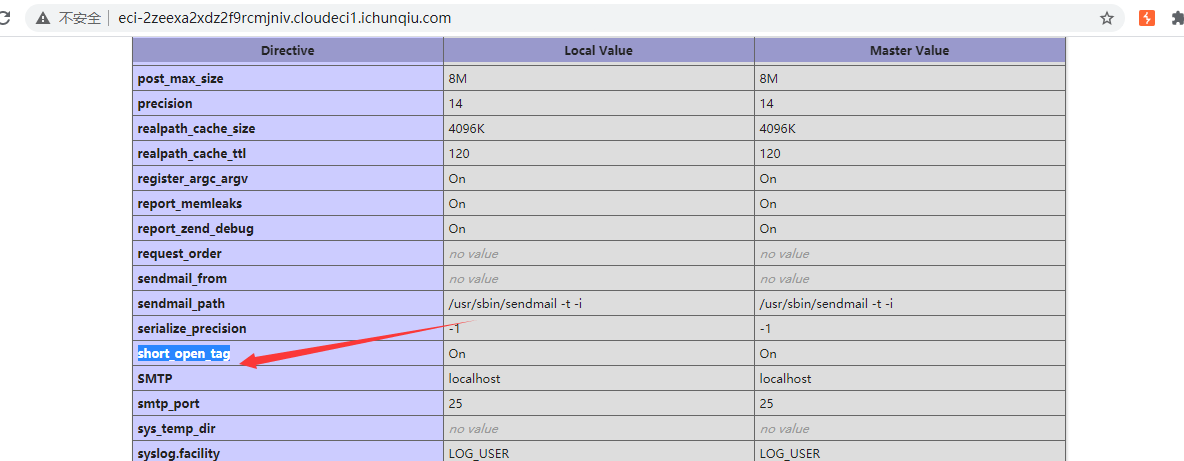 不安全 | eci-2zeexa2xdz2f9rcmjniv.cloudeci1.ichunqiu.com
Directive Local Value Master Value
post_max_size 8M 8M
precision 14 14
realpath_cache_size 4096K 4096K
realpath_cache_ttl 120 120
register_argc_argv On On
report_memleaks On On
report_zend_debug On On
request_order no value no value
sendmail_from no value no value
sendmail_path /usr/sbin/sendmail -t -i /usr/sbin/sendmail -t -i
serialize_precision -1 -1
short_open_tag On On
SMTP localhost localhost
smtp_port 25 25
sys_temp_dir no value no value
syslog.facility LOG_USER LOG_USER